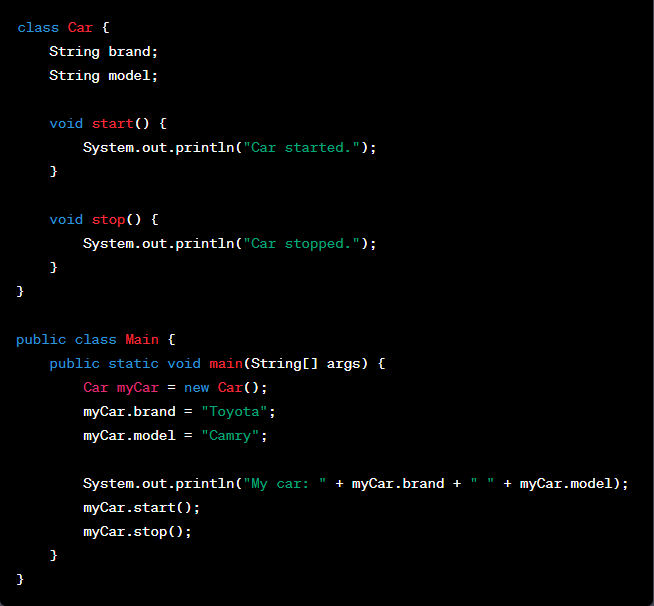 class Car {
    String brand;
    String model;

    void start() {
        System.out.println("Car started.");
    }

    void stop() {
        System.out.println("Car stopped.");
    }
}

public class Main {
    public static void main(String[] args) {
        Car myCar = new Car();
        myCar.brand = "Toyota";
        myCar.model = "Camry";

        System.out.println("My car: " + myCar.brand + " " + myCar.model);
        myCar.start();
        myCar.stop();
    }
}